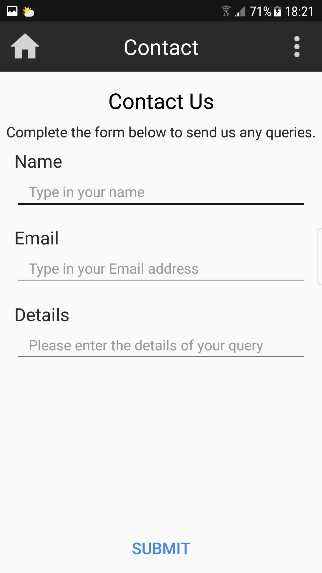 71% 18:21
Contact
Contact Us
Complete the form below to send us any queries.
Name
Type in your name
Email
Type in your Email address
Details
Please enter the details of your query
SUBMIT